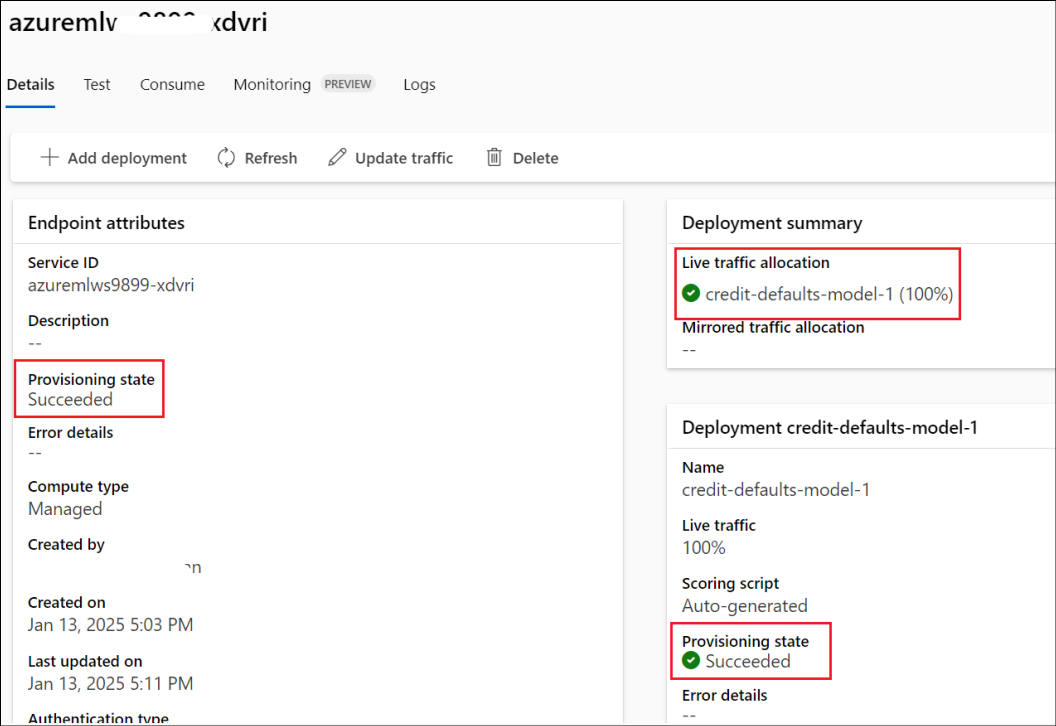 xdvri
Details Test Consume Monitoring PREVIEW Logs
Add deployment Refresh Update traffic Delete
Endpoint attributes
Service ID
azuremlws9899-xdvri
Description
--
Provisioning state
Succeeded
Error details
--
Compute type
Managed
Created by
Created on
Jan 13, 2025 5:03 PM
Last updated on
Jan 13, 2025 5:11 PM
Authentication type
Deployment summary
Live traffic allocation
credit-defaults-model-1 (100%)
Mirrored traffic allocation
--
Deployment credit-defaults-model-1
Name
credit-defaults-model-1
Live traffic
100%
Scoring script
Auto-generated
Provisioning state
Succeeded
Error details
--